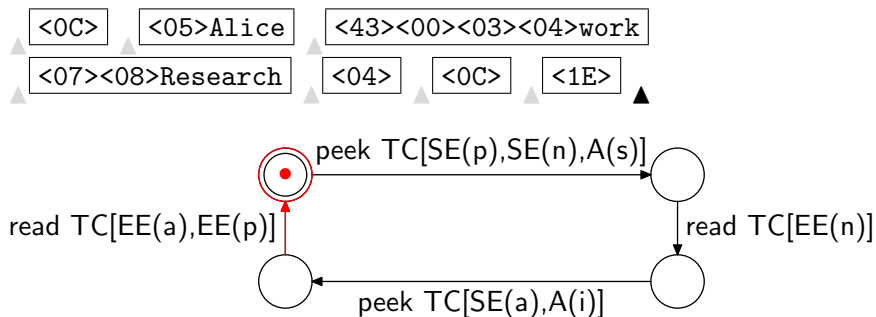 <0C> <05>Alice <43><00><03><04>work
<07><08>Research <04> <0C> <1E>
peek TC[SE(p),SE(n),A(s)]
read TC[EE(a),EE(p)] read TC[EE(n)]
peek TC[SE(a),A(i)]